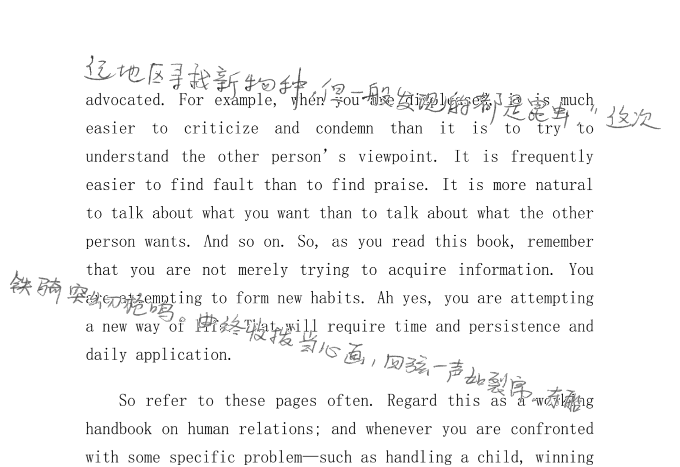 这地区寻找新物种,但一般发现的都是昆虫"这次
advocated. For example, when you are displeased, it is much
easier to criticize and condemn than it is to try to
understand the other person's viewpoint. It is frequently
easier to find fault than to find praise. It is more natural
to talk about what you want than to talk about what the other
person wants. And so on. So, as you read this book, remember
that you are not merely trying to acquire information. You
铁骑突出刀枪鸣。曲终收拨当心画,四弦一声如裂帛。东船
are attempting to form new habits. Ah yes, you are attempting
a new way of life. That will require time and persistence and
daily application.
So refer to these pages often. Regard this as a working
handbook on human relations; and whenever you are confronted
with some specific problem—such as handling a child, winning